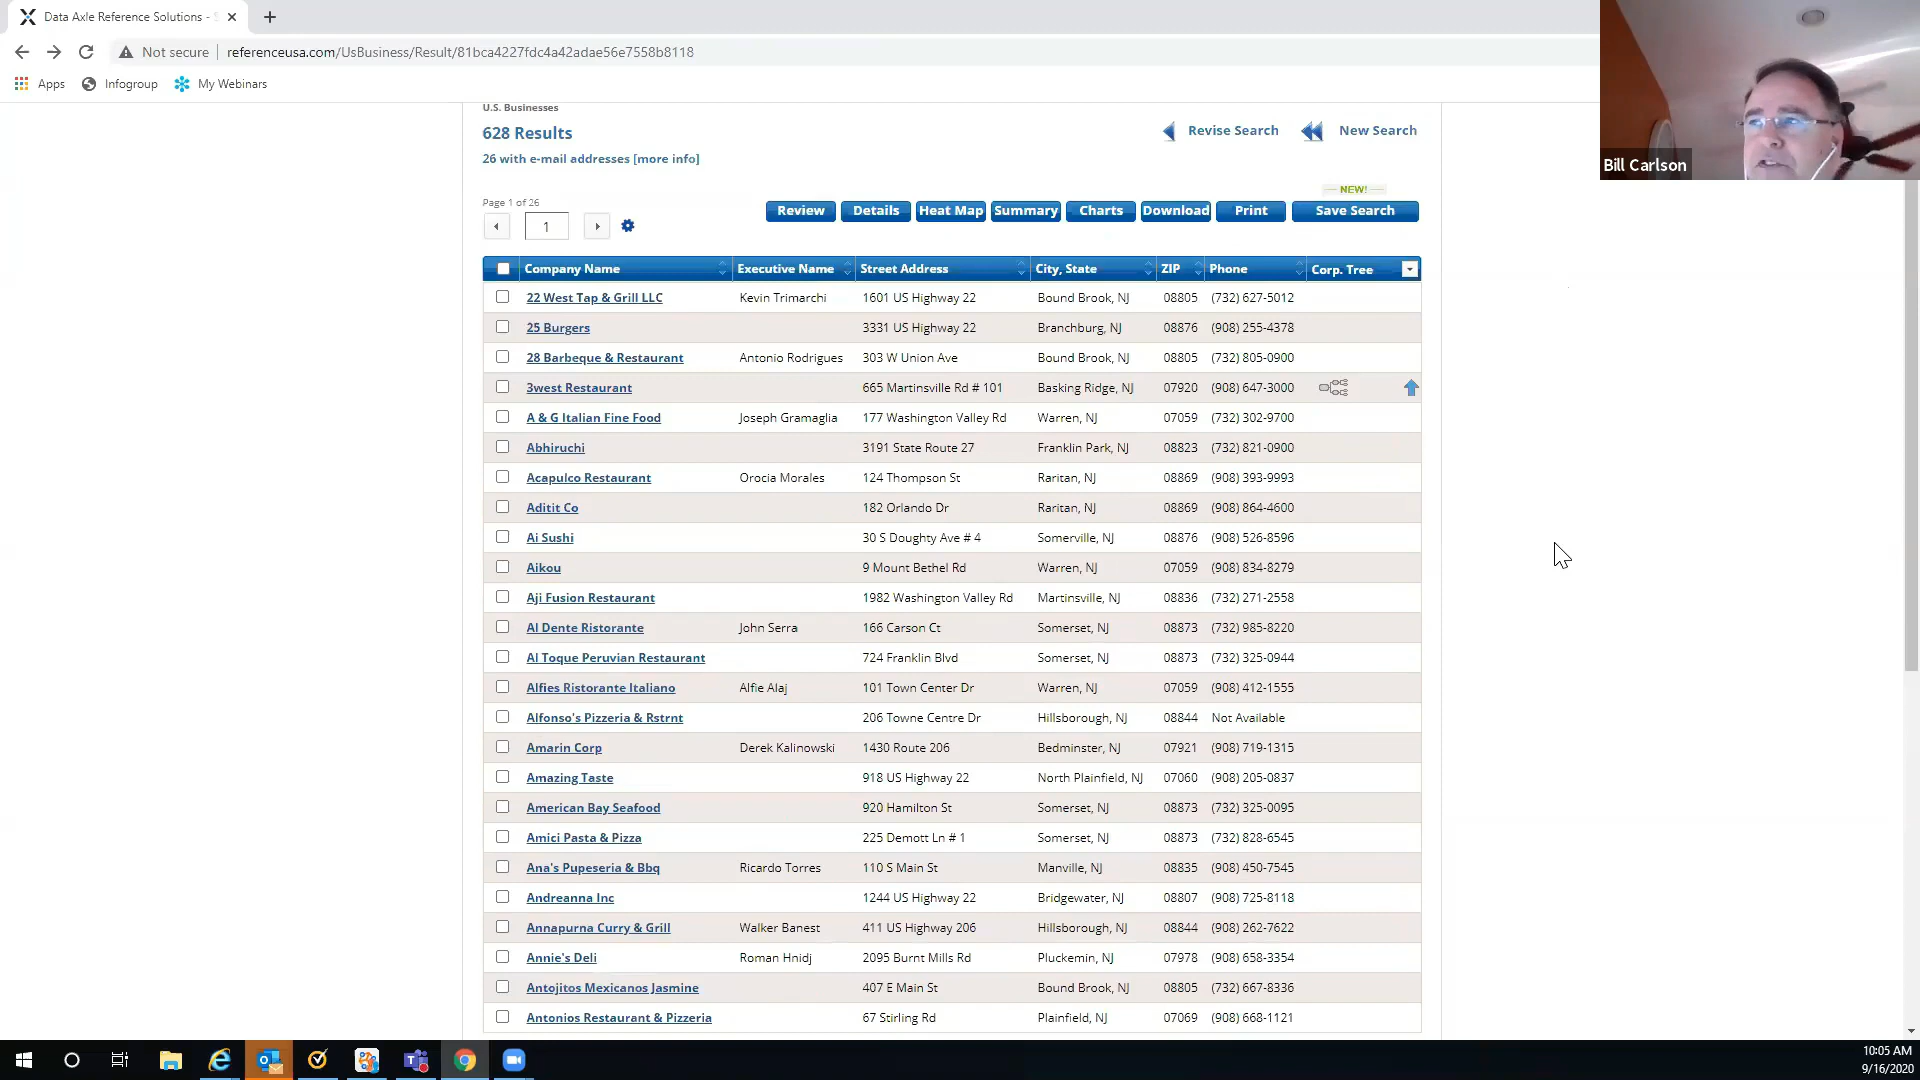 Data Axle Reference Solutions - S
Not secure referenceusa.com/UsBusiness/Result/81bca4227fdc4a42adae56e7558b8118
Apps Infogroup My Webinars
Bill Carlson
U.S. Businesses
628 Results
26 with e-mail addresses [more info]
Revise Search New Search
NEW!
Page 1 of 26
1
Review Details Heat Map Summary Charts Download Print Save Search
Company Name Executive Name Street Address City, State ZIP Phone Corp. Tree
22 West Tap & Grill LLC Kevin Trimarchi 1601 US Highway 22 Bound Brook, NJ 08805 (732) 627-5012
25 Burgers 3331 US Highway 22 Branchburg, NJ 08876 (908) 255-4378
28 Barbeque & Restaurant Antonio Rodrigues 303 W Union Ave Bound Brook, NJ 08805 (732) 805-0900
3west Restaurant 665 Martinsville Rd # 101 Basking Ridge, NJ 07920 (908) 647-3000
A & G Italian Fine Food Joseph Gramaglia 177 Washington Valley Rd Warren, NJ 07059 (732) 302-9700
Abhiruchi 3191 State Route 27 Franklin Park, NJ 08823 (732) 821-0900
Acapulco Restaurant Orocia Morales 124 Thompson St Raritan, NJ 08869 (908) 393-9993
Aditit Co 182 Orlando Dr Raritan, NJ 08869 (908) 864-4600
Ai Sushi 30 S Doughty Ave # 4 Somerville, NJ 08876 (908) 526-8596
Aikou 9 Mount Bethel Rd Warren, NJ 07059 (908) 834-8279
Aji Fusion Restaurant 1982 Washington Valley Rd Martinsville, NJ 08836 (732) 271-2558
Al Dente Ristorante John Serra 166 Carson Ct Somerset, NJ 08873 (732) 985-8220
Al Toque Peruvian Restaurant 724 Franklin Blvd Somerset, NJ 08873 (732) 325-0944
Alfies Ristorante Italiano Alfie Alaj 101 Town Center Dr Warren, NJ 07059 (908) 412-1555
Alfonso's Pizzeria & Rstrnt 206 Towne Centre Dr Hillsborough, NJ 08844 Not Available
Amarin Corp Derek Kalinowski 1430 Route 206 Bedminster, NJ 07921 (908) 719-1315
Amazing Taste 918 US Highway 22 North Plainfield, NJ 07060 (908) 205-0837
American Bay Seafood 920 Hamilton St Somerset, NJ 08873 (732) 325-0095
Amici Pasta & Pizza 225 Demott Ln # 1 Somerset, NJ 08873 (732) 828-6545
Ana's Pupeseria & Bbq Ricardo Torres 110 S Main St Manville, NJ 08835 (908) 450-7545
Andreanna Inc 1244 US Highway 22 Bridgewater, NJ 08807 (908) 725-8118
Annapurna Curry & Grill Walker Banest 411 US Highway 206 Hillsborough, NJ 08844 (908) 262-7622
Annie's Deli Roman Hnidj 2095 Burnt Mills Rd Pluckemin, NJ 07978 (908) 658-3354
Antojitos Mexicanos Jasmine 407 E Main St Bound Brook, NJ 08805 (732) 667-8336
Antonios Restaurant & Pizzeria 67 Stirling Rd Plainfield, NJ 07069 (908) 668-1121
10:05 AM
9/16/2020